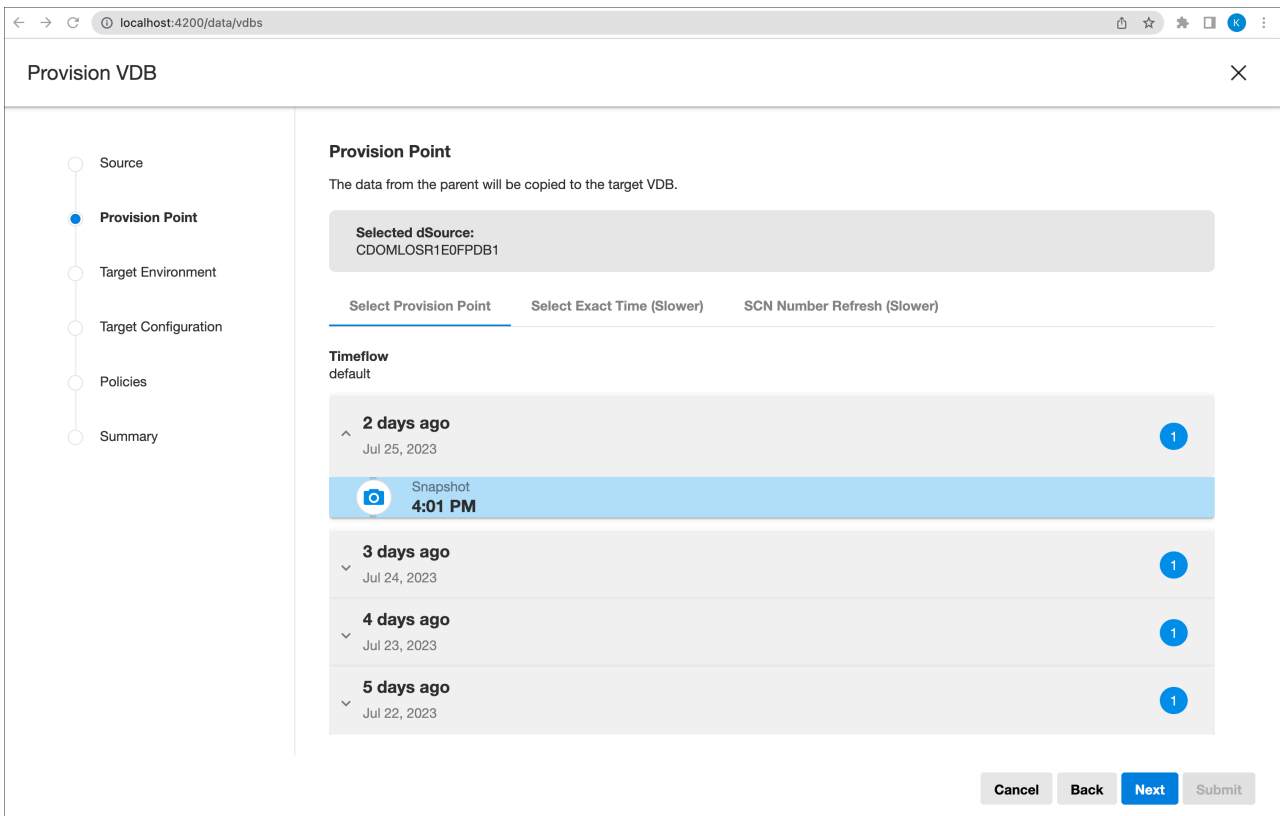 localhost:4200/data/vdbs
K
Provision VDB
Source
Provision Point
Target Environment
Target Configuration
Policies
Summary
Provision Point
The data from the parent will be copied to the target VDB.
Selected dSource:
CDOMLOSR1E0FPDB1
Select Provision Point
Select Exact Time (Slower)
SCN Number Refresh (Slower)
Timeflow
default
2 days ago
Jul 25, 2023
1
Snapshot
4:01 PM
3 days ago
Jul 24, 2023
1
4 days ago
Jul 23, 2023
1
5 days ago
Jul 22, 2023
1
Cancel
Back
Next
Submit